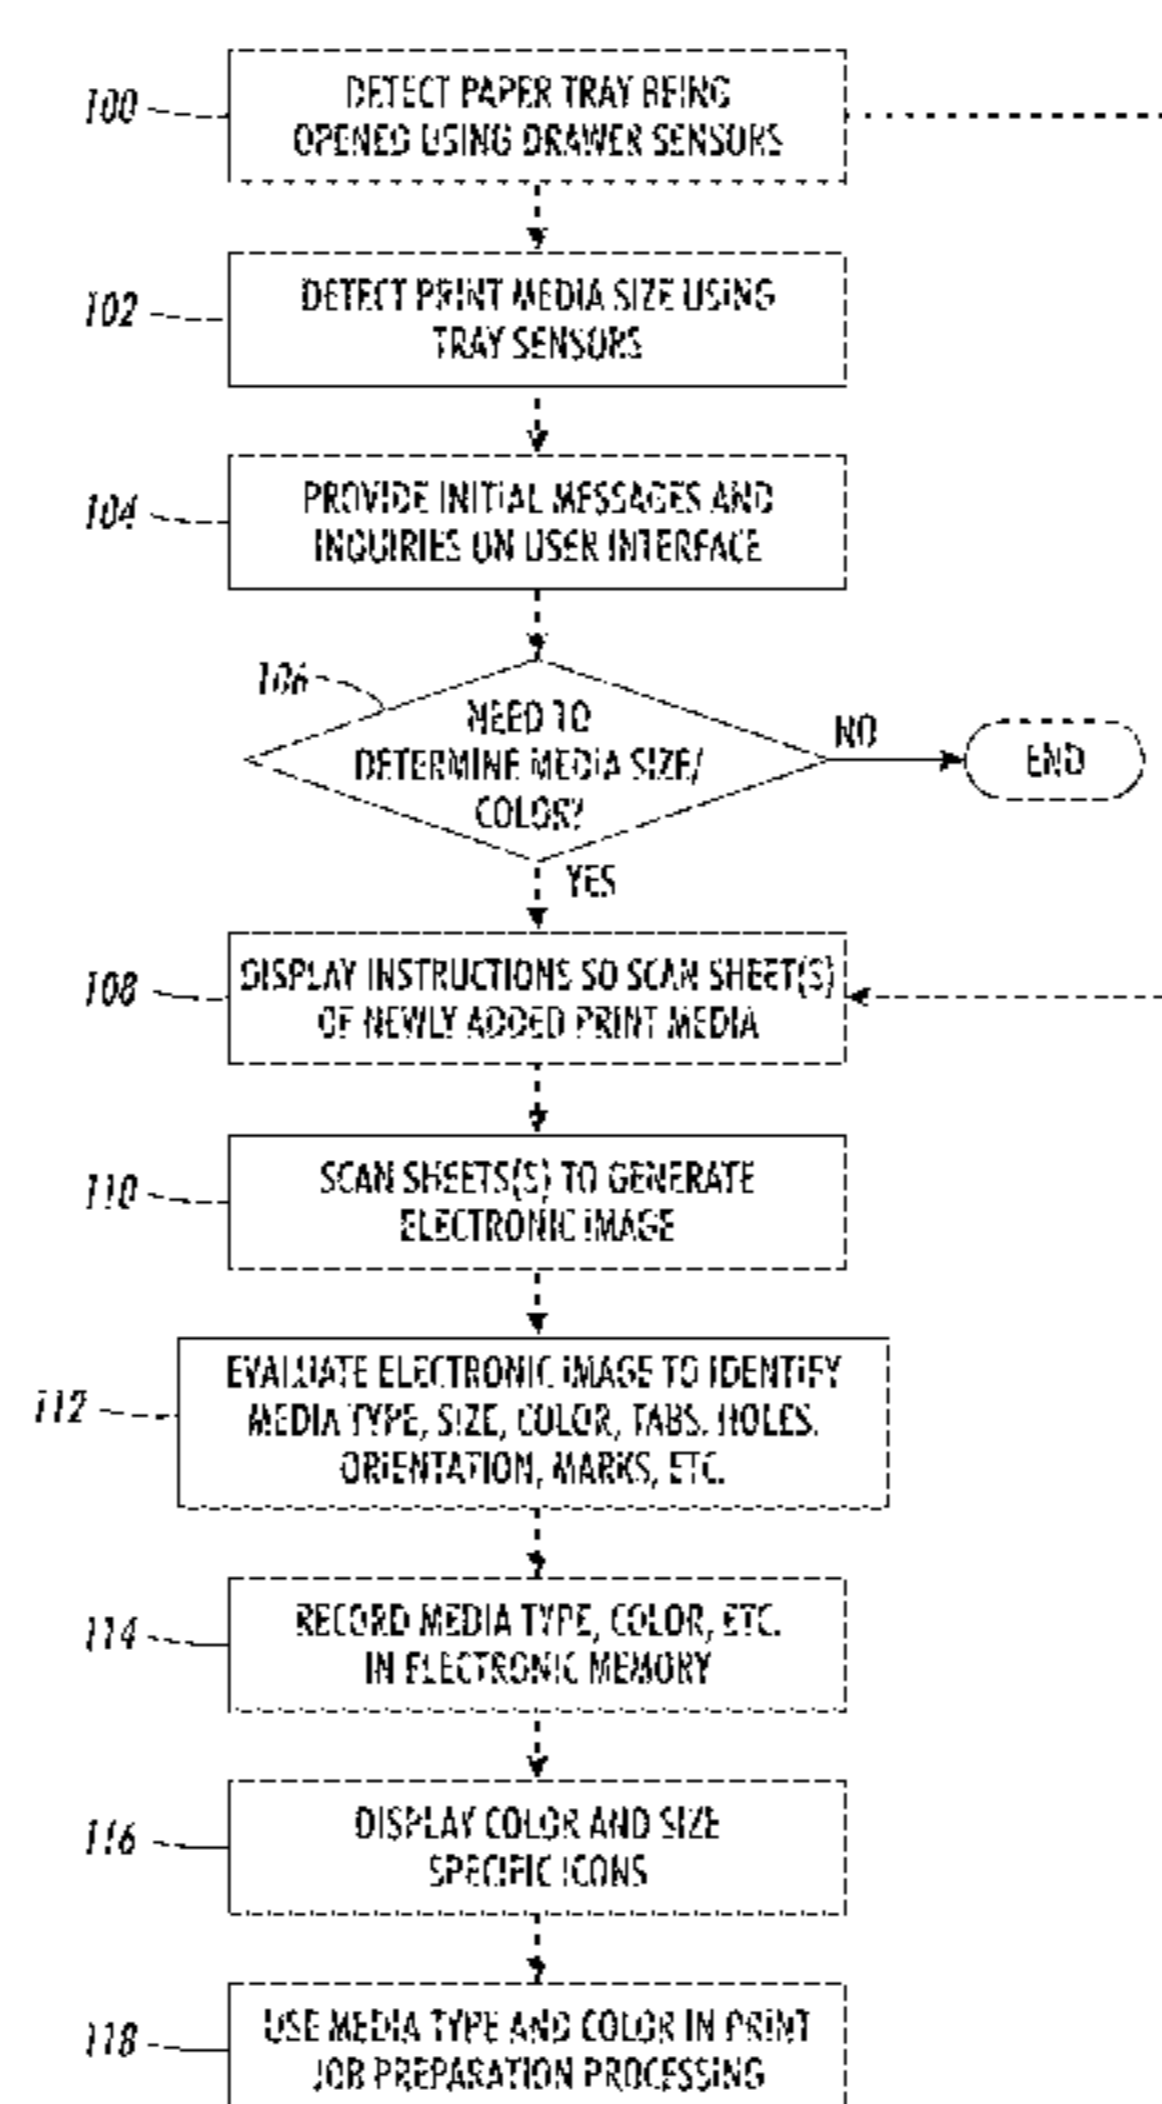 100
DETECT PAPER TRAY BEING
OPENED USING DRAWER SENSORS
102
DETECT PRINT MEDIA SIZE USING
TRAY SENSORS
104
PROVIDE INITIAL MESSAGES AND
INQUIRIES ON USER INTERFACE
106
NEED TO
DETERMINE MEDIA SIZE/
COLOR?
NO
END
YES
108
DISPLAY INSTRUCTIONS SO SCAN SHEET(S)
OF NEWLY ADDED PRINT MEDIA
110
SCAN SHEETS(S) TO GENERATE
ELECTRONIC IMAGE
112
EVALUATE ELECTRONIC IMAGE TO IDENTIFY
MEDIA TYPE, SIZE, COLOR, TABS, HOLES,
ORIENTATION, MARKS, ETC.
114
RECORD MEDIA TYPE, COLOR, ETC.
IN ELECTRONIC MEMORY
116
DISPLAY COLOR AND SIZE
SPECIFIC ICONS
118
USE MEDIA TYPE AND COLOR IN PRINT
JOB PREPARATION PROCESSING